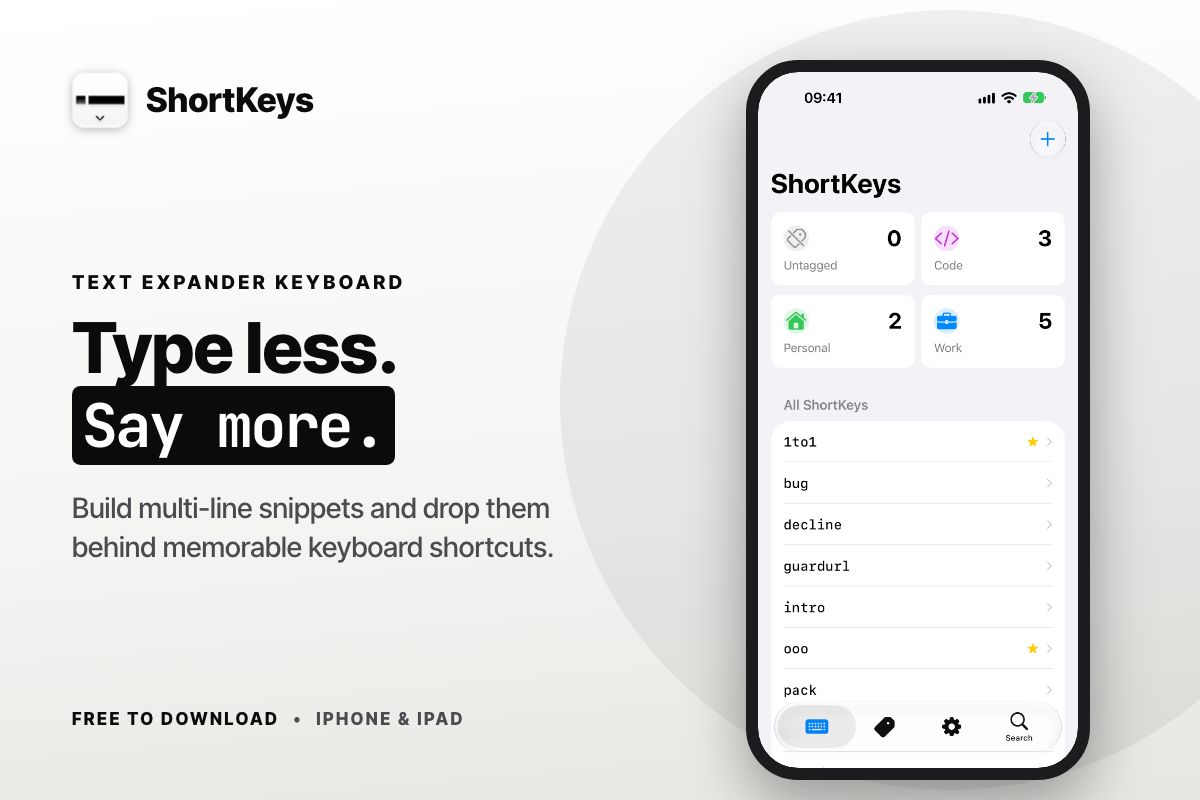 ShortKeys
TEXT EXPANDER KEYBOARD
Type less.
Say more.
Build multi-line snippets and drop them
behind memorable keyboard shortcuts.
FREE TO DOWNLOAD • IPHONE & IPAD
09:41
ShortKeys
0
Untagged
3
Code
2
Personal
5
Work
All ShortKeys
1to1
bug
decline
guardurl
intro
ooo
pack
Search